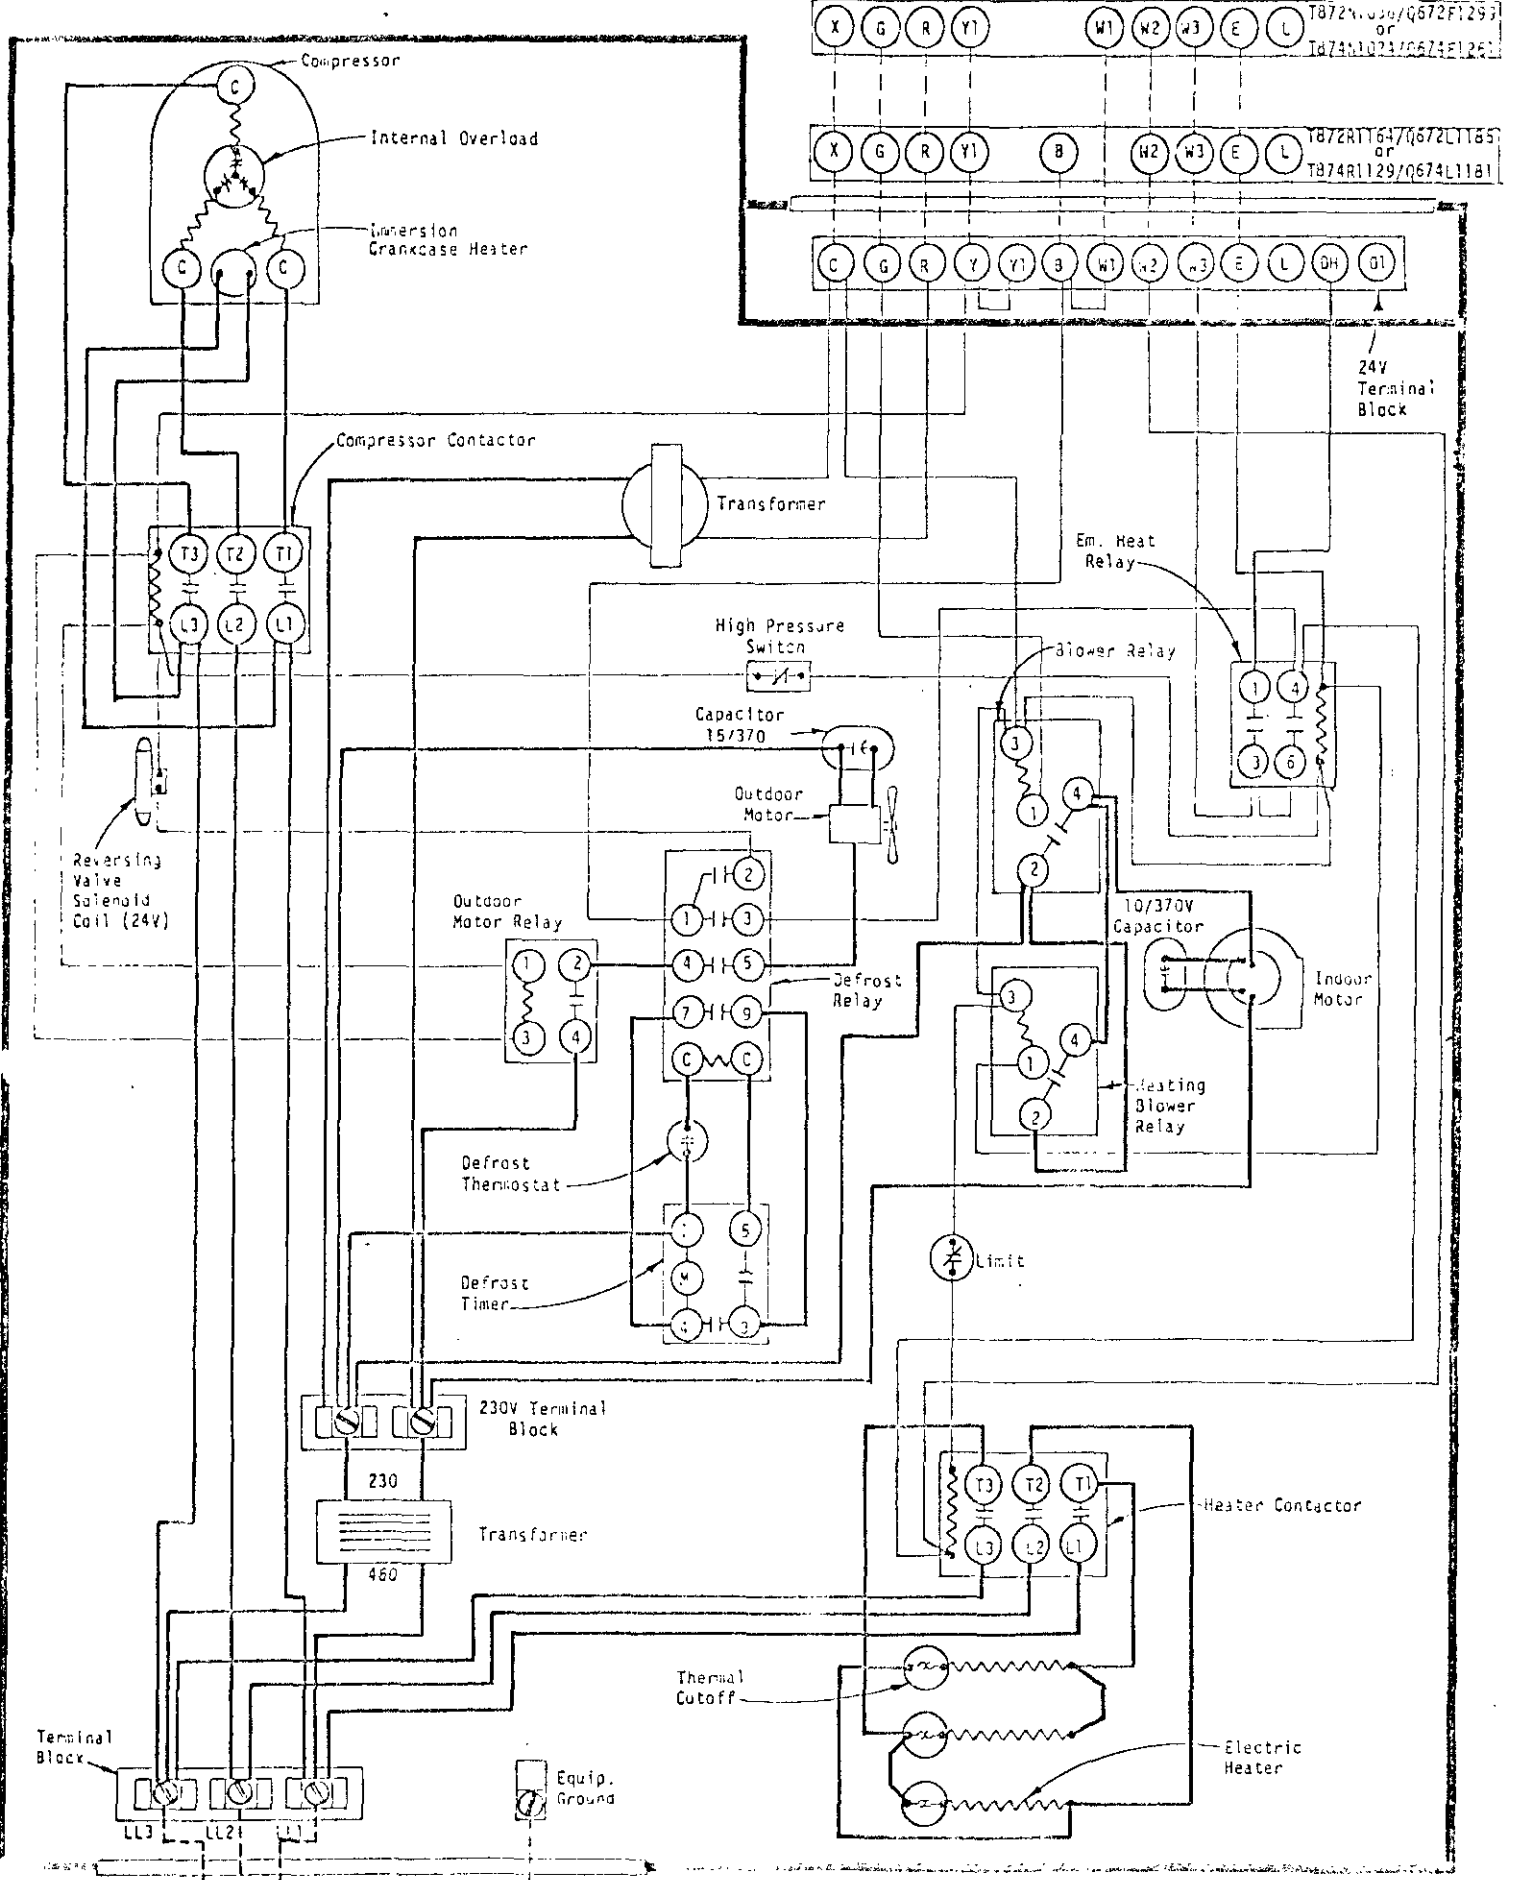 X G R Y1 W1 W2 W3 E L
or
X G R Y1 B W2 W3 E L
T872R1164/Q672L1185
or
T874R1129/Q674L1181
C G R Y Y1 B W1 W2 W3 E L OH O1
24V
Terminal
Block
Compressor
C
Internal Overload
Immersion
Crankcase Heater
C C
Compressor Contactor
T3 T2 T1
L3 L2 L1
Transformer
Em. Heat
Relay
1 4
3 6
High Pressure
Switch
Blower Relay
3
1
4
2
Capacitor
15/370
Outdoor
Motor
Reversing
Valve
Solenoid
Coil (24V)
Outdoor
Motor Relay
1 2
3 4
2
1 3
4 5
7 9
C C
Defrost
Relay
10/370V
Capacitor
Indoor
Motor
3
1
4
2
Heating
Blower
Relay
Defrost
Thermostat
5
M
4 3
Defrost
Timer
Limit
230V Terminal
Block
230
Transformer
460
T3 T2 T1
L3 L2 L1
Heater Contactor
Thermal
Cutoff
Electric
Heater
Terminal
Block
LL3 LL2 LL1
Equip.
Ground